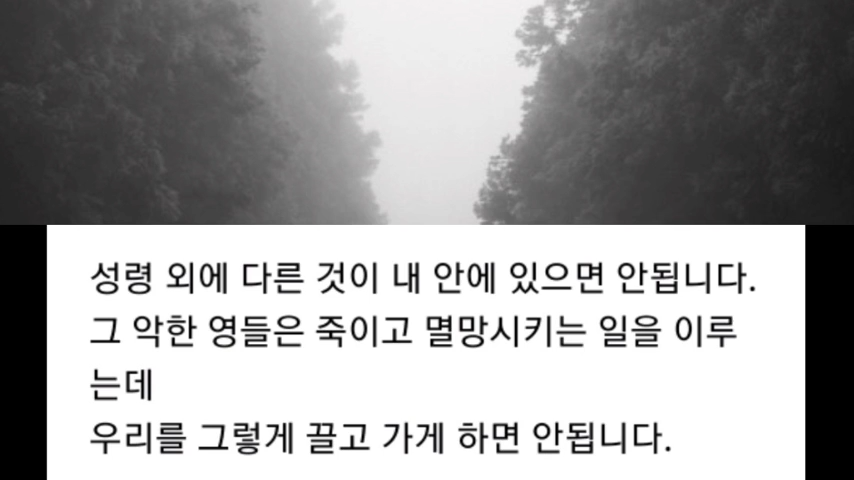 성령 외에 다른 것이 내 안에 있으면 안됩니다.
그 악한 영들은 죽이고 멸망시키는 일을 이루
는데
우리를 그렇게 끌고 가게 하면 안됩니다.